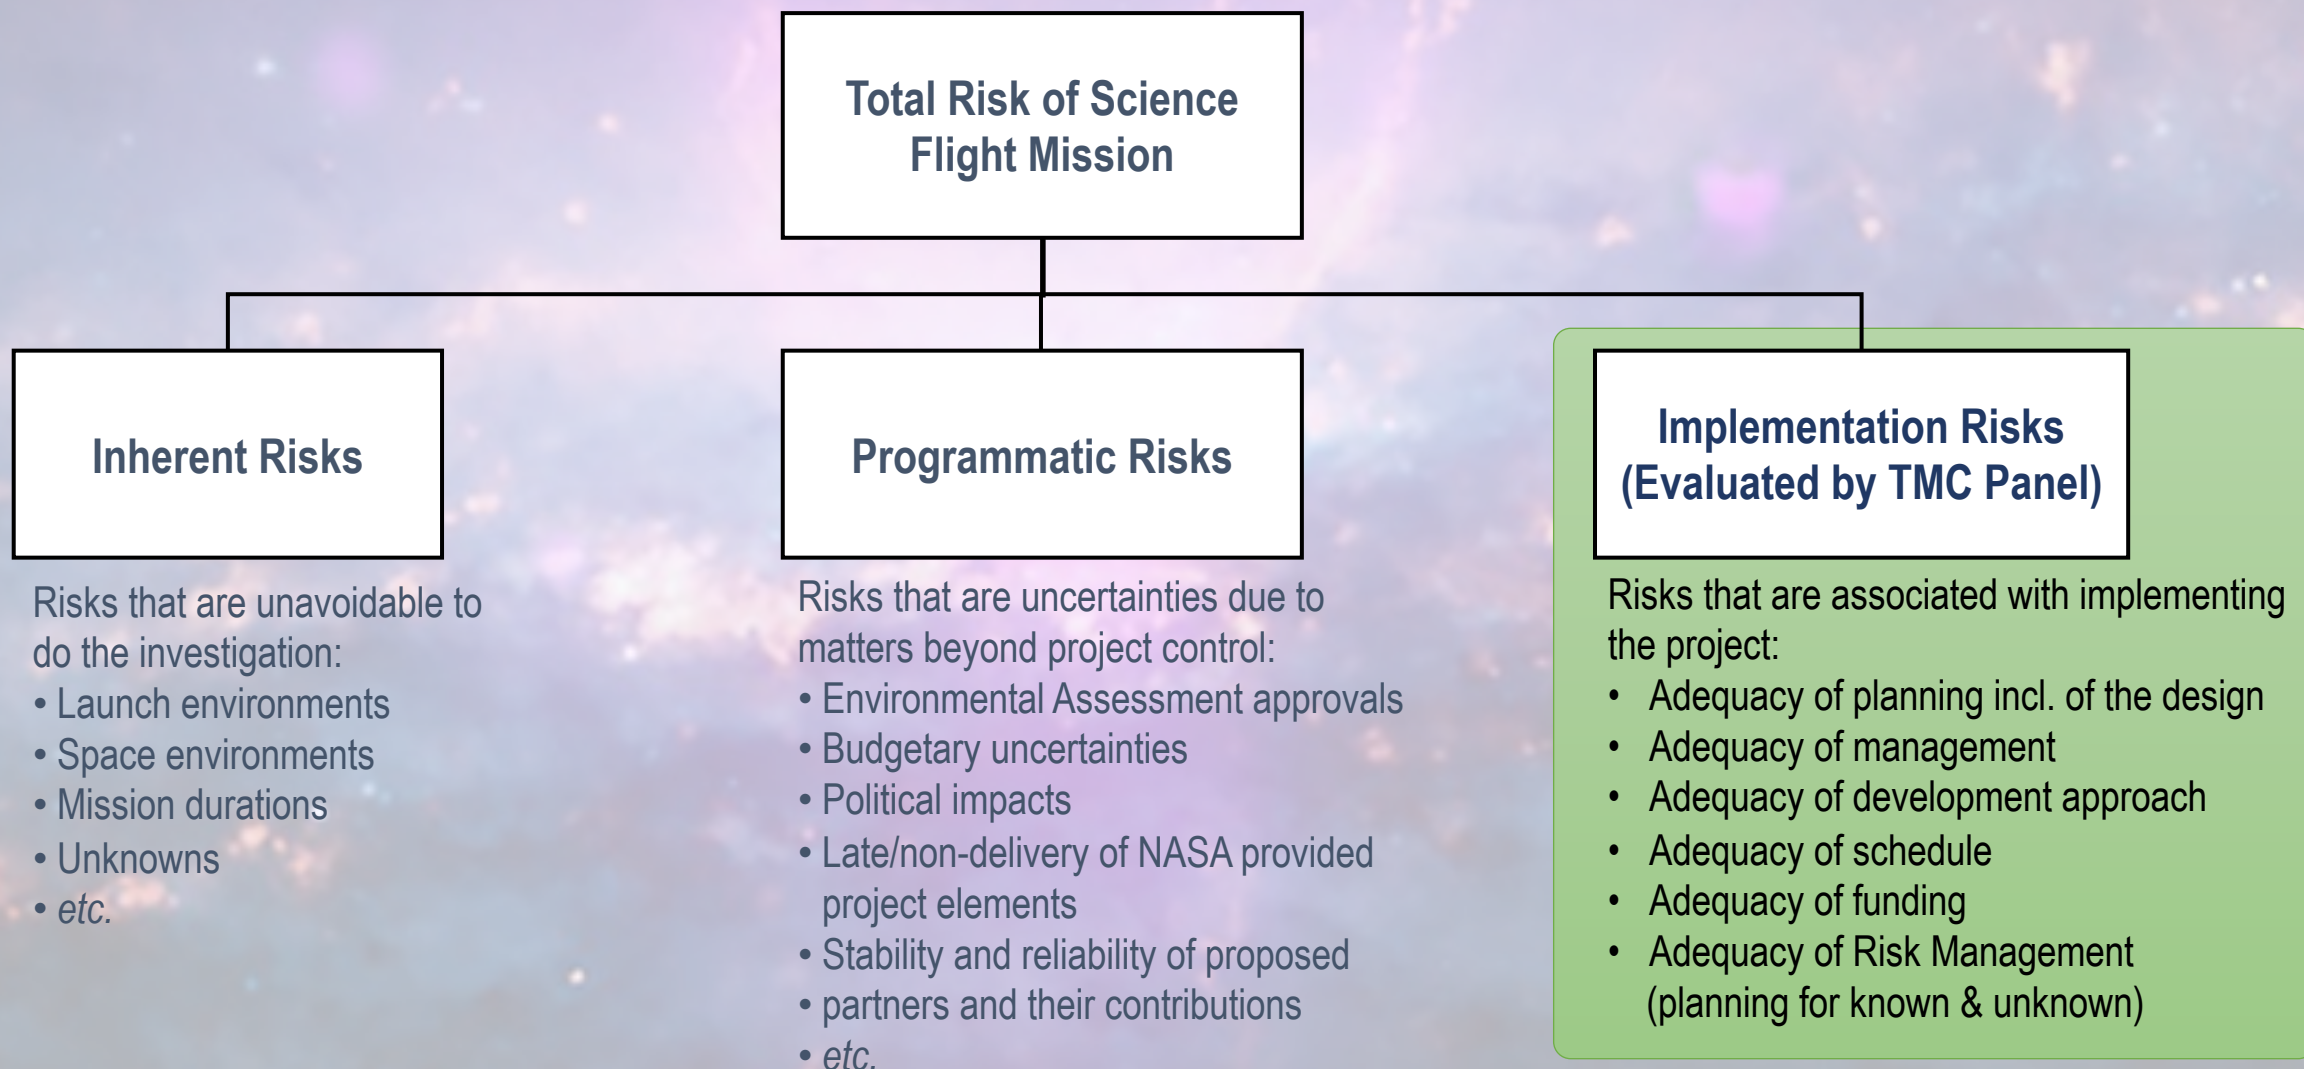 Total Risk of Science
Flight Mission
Inherent Risks
Risks that are unavoidable to
do the investigation:
• Launch environments
• Space environments
• Mission durations
• Unknowns
• etc.
Programmatic Risks
Risks that are uncertainties due to
matters beyond project control:
• Environmental Assessment approvals
• Budgetary uncertainties
• Political impacts
• Late/non-delivery of NASA provided
project elements
• Stability and reliability of proposed
• partners and their contributions
• etc.
Implementation Risks
(Evaluated by TMC Panel)
Risks that are associated with implementing
the project:
• Adequacy of planning incl. of the design
• Adequacy of management
• Adequacy of development approach
• Adequacy of schedule
• Adequacy of funding
• Adequacy of Risk Management
(planning for known & unknown)